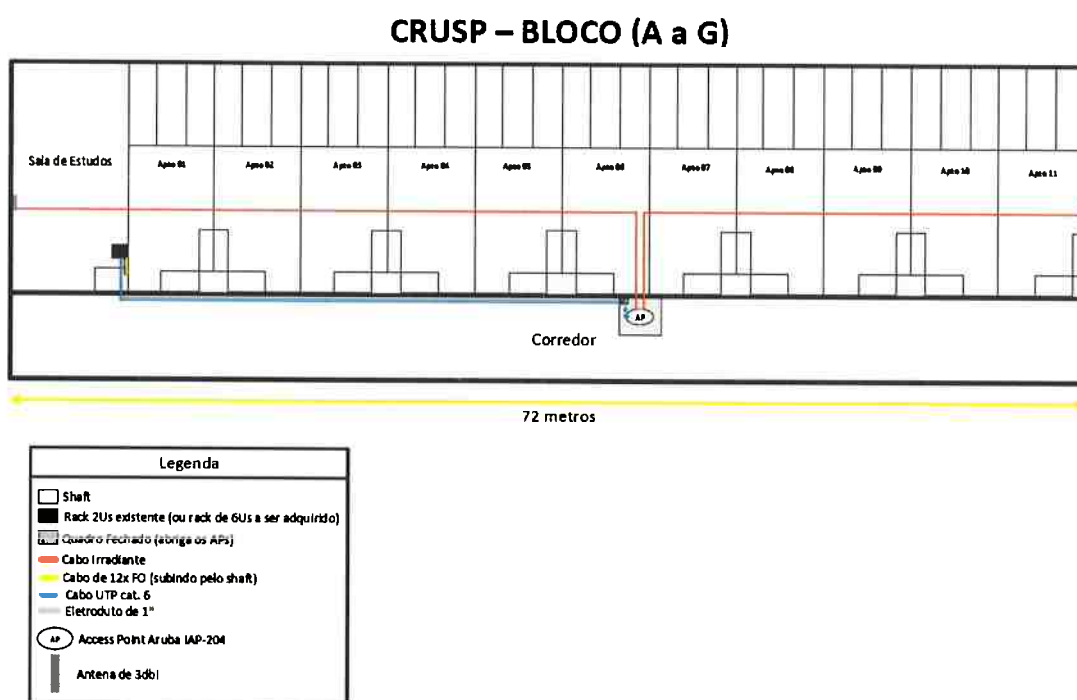 CRUSP – BLOCO (A a G)
Sala de Estudos
Apto 01
Apto 02
Apto 03
Apto 04
Apto 05
Apto 06
Apto 07
Apto 08
Apto 09
Apto 10
Apto 11
AP
Corredor
72 metros
Legenda
Shaft
Rack 2Us existente (ou rack de 6Us a ser adquirido)
Quadro Fechado (abriga os APs)
Cabo Irradiante
Cabo de 12x FO (subindo pelo shaft)
Cabo UTP cat. 6
Eletroduto de 1"
AP Access Point Aruba IAP-204
Antena de 3dbi